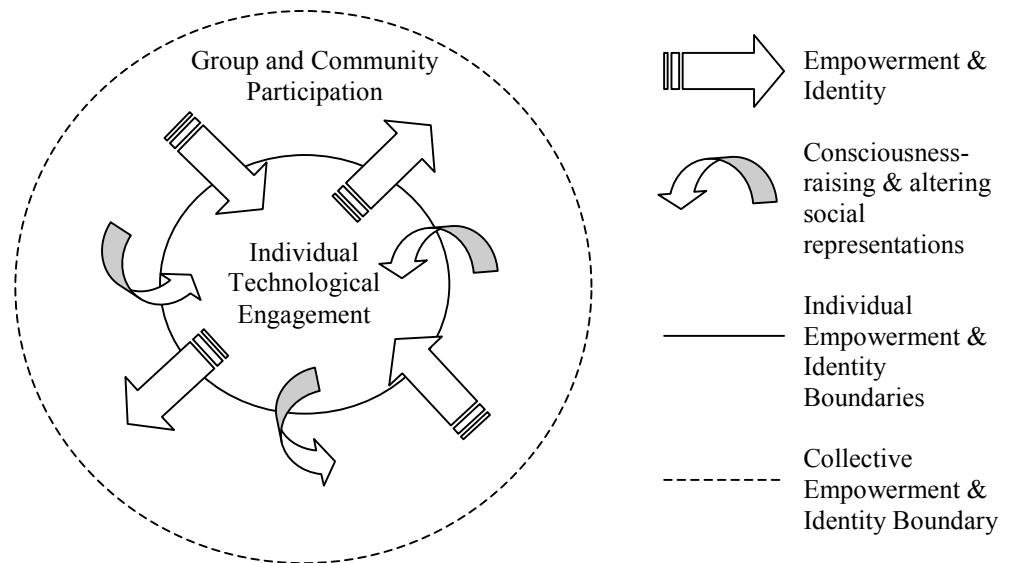 Group and Community
Participation
Individual
Technological
Engagement
Empowerment &
Identity
Consciousness-
raising & altering
social
representations
Individual
Empowerment &
Identity
Boundaries
Collective
Empowerment &
Identity Boundary